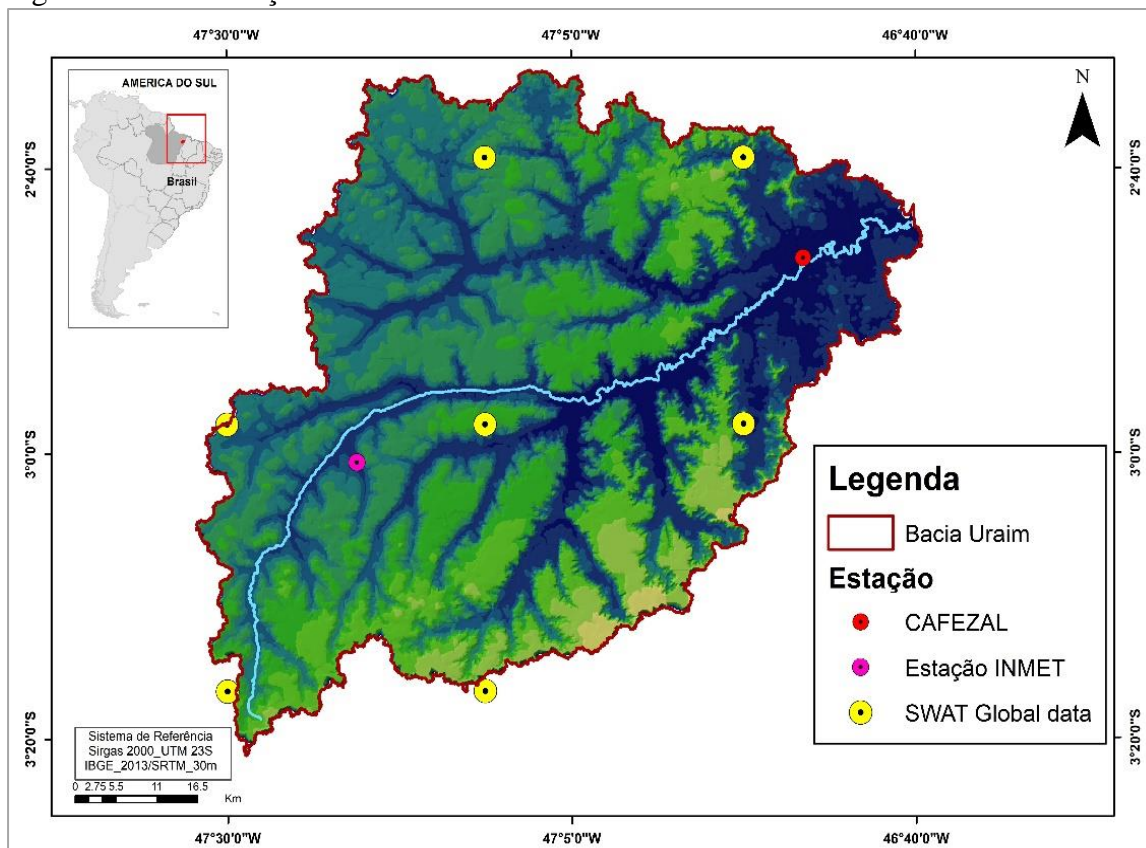 47°30'0"W
47°5'0"W
46°40'0"W
AMERICA DO SUL
Brasil
N
2°40'0"S
2°40'0"S
3°0'0"S
3°0'0"S
3°20'0"S
3°20'0"S
Legenda
Bacia Uraim
Estação
CAFEZAL
Estação INMET
SWAT Global data
Sistema de Referência
Sirgas 2000_UTM 23S
IBGE_2013/SRTM_30m
0 2.75 5.5 11 16.5
Km
47°30'0"W
47°5'0"W
46°40'0"W